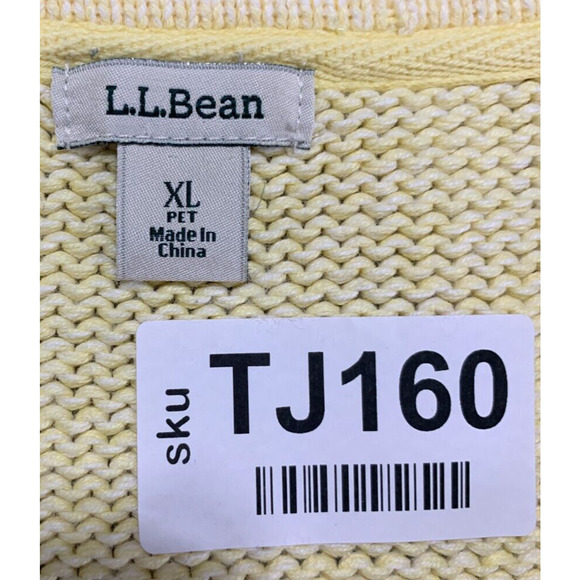 L.L.Bean
XL
PET
Made In
China
sku
TJ160